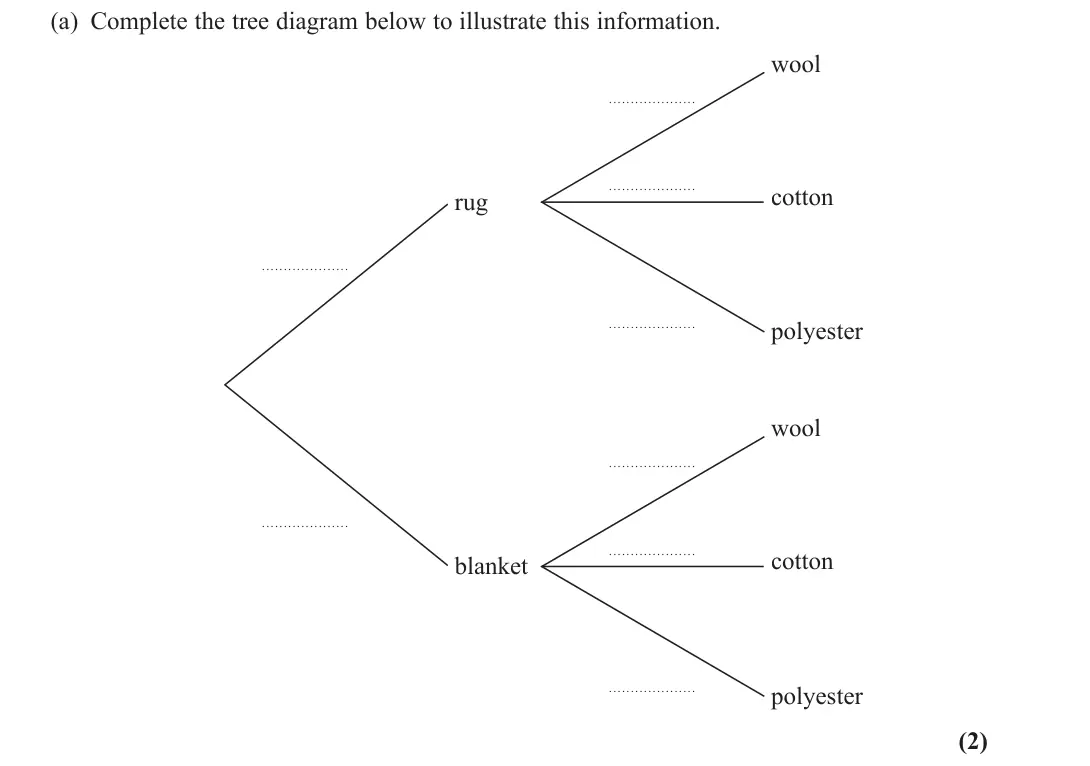 (a) Complete the tree diagram below to illustrate this information.
wool
....................
....................
cotton
rug
....................
....................
polyester
wool
....................
....................
....................
blanket
cotton
....................
polyester
(2)